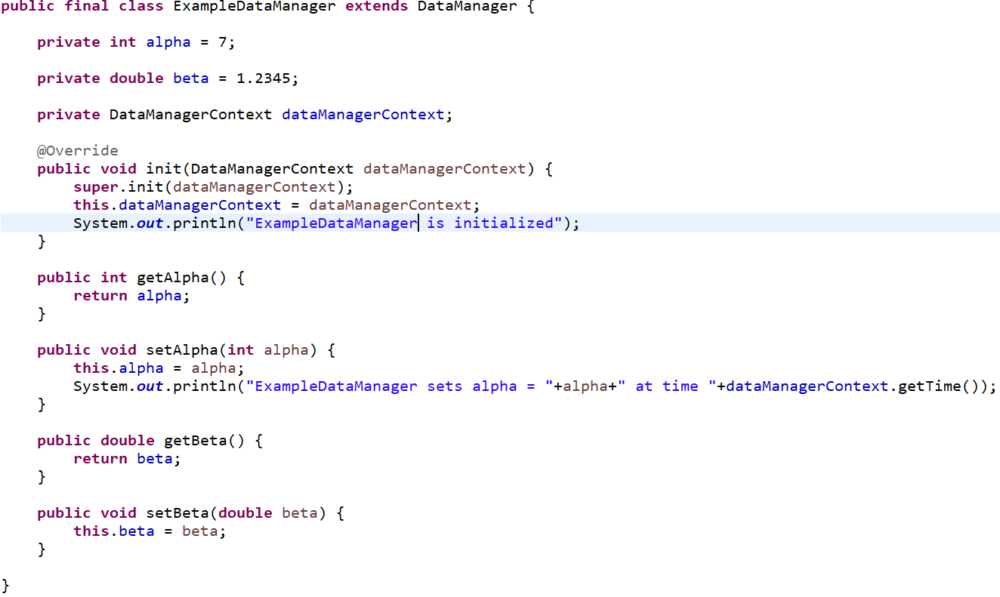 public final class ExampleDataManager extends DataManager {
private int alpha = 7;
private double beta = 1.2345;
private DataManagerContext dataManagerContext;
@Override
public void init(DataManagerContext dataManagerContext) {
super.init(dataManagerContext);
this.dataManagerContext = dataManagerContext;
System.out.println("ExampleDataManager is initialized");
}
public int getAlpha() {
return alpha;
}
public void setAlpha(int alpha) {
this.alpha = alpha;
System.out.println("ExampleDataManager sets alpha = "+alpha+" at time "+dataManagerContext.getTime());
}
public double getBeta() {
return beta;
}
public void setBeta(double beta) {
this.beta = beta;
}
}